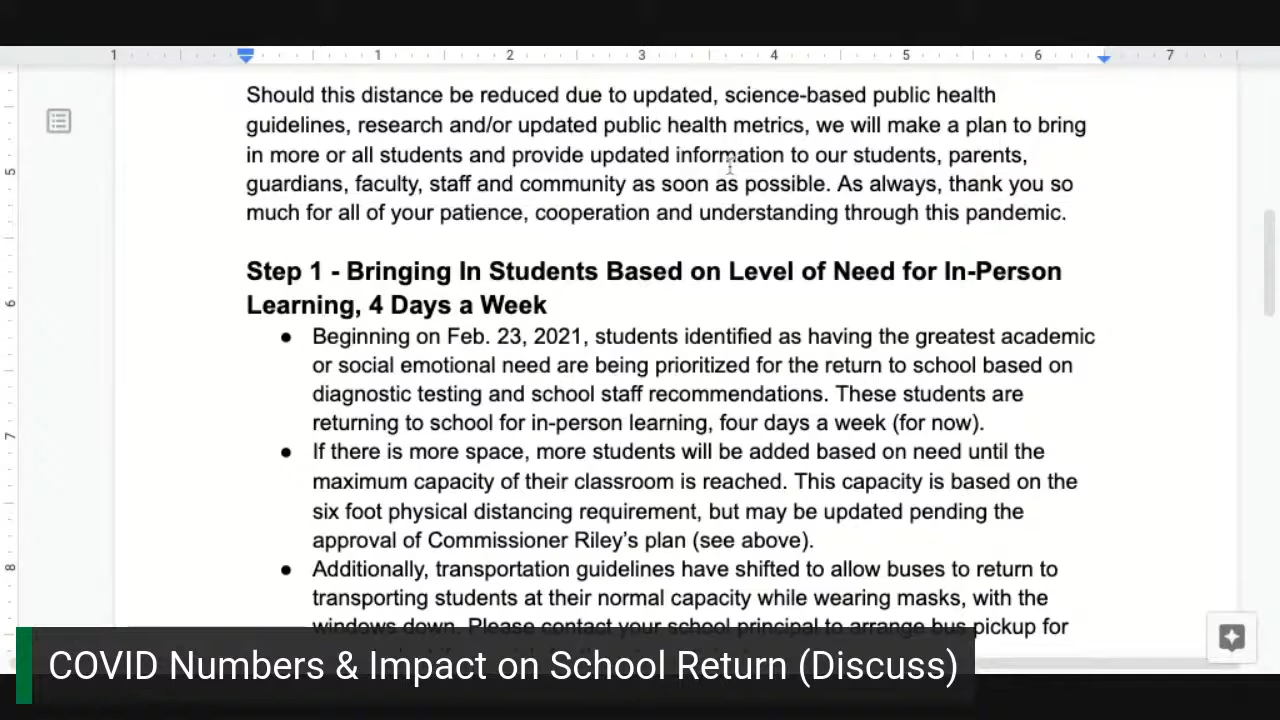 1 1 2 3 4 5 6 7
5
6
7
8
Should this distance be reduced due to updated, science-based public health
guidelines, research and/or updated public health metrics, we will make a plan to bring
in more or all students and provide updated information to our students, parents,
guardians, faculty, staff and community as soon as possible. As always, thank you so
much for all of your patience, cooperation and understanding through this pandemic.
Step 1 - Bringing In Students Based on Level of Need for In-Person
Learning, 4 Days a Week
● Beginning on Feb. 23, 2021, students identified as having the greatest academic
or social emotional need are being prioritized for the return to school based on
diagnostic testing and school staff recommendations. These students are
returning to school for in-person learning, four days a week (for now).
● If there is more space, more students will be added based on need until the
maximum capacity of their classroom is reached. This capacity is based on the
six foot physical distancing requirement, but may be updated pending the
approval of Commissioner Riley's plan (see above).
● Additionally, transportation guidelines have shifted to allow buses to return to
transporting students at their normal capacity while wearing masks, with the
windows down. Please contact your school principal to arrange bus pickup for
COVID Numbers & Impact on School Return (Discuss)